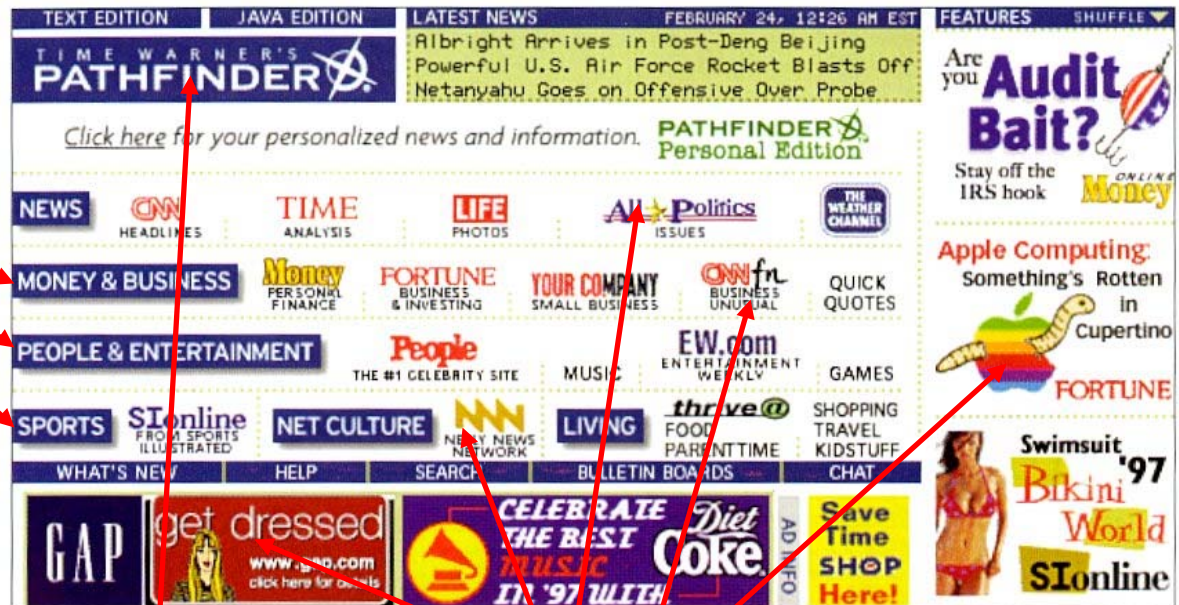 TEXT EDITION
JAVA EDITION
LATEST NEWS
FEBRUARY 24, 12:26 AM EST
FEATURES
SHUFFLE
TIME WARNER'S
PATHFINDER
Albright Arrives in Post-Deng Beijing
Powerful U.S. Air Force Rocket Blasts Off
Netanyahu Goes on Offensive Over Probe
Click here for your personalized news and information.
PATHFINDER
Personal Edition
Are you Audit
Bait?
Stay off the
IRS hook
ONLINE
Money
NEWS
CNN
HEADLINES
TIME
ANALYSIS
LIFE
PHOTOS
All Politics
ISSUES
THE
WEATHER
CHANNEL
MONEY & BUSINESS
Money
PERSONAL
FINANCE
FORTUNE
BUSINESS
& INVESTING
YOUR COMPANY
SMALL BUSINESS
CNNfn
BUSINESS
UNUSUAL
QUICK
QUOTES
Apple Computing:
Something's Rotten
in
Cupertino
FORTUNE
PEOPLE & ENTERTAINMENT
People
THE #1 CELEBRITY SITE
MUSIC
EW.com
ENTERTAINMENT
WEEKLY
GAMES
SPORTS
SIonline
FROM SPORTS
ILLUSTRATED
NET CULTURE
NNN
NEWS
NETWORK
LIVING
thrive@
FOOD
PARENTTIME
SHOPPING
TRAVEL
KIDSTUFF
WHAT'S NEW
HELP
SEARCH
BULLETIN BOARDS
CHAT
Swimsuit
'97
Bikini
World
SIonline
GAP
get dressed
www.gap.com
click here for details
CELEBRATE
THE BEST
MUSIC
IN '97 WITH
Diet
Coke.
AD INFO
Save
Time
SHOP
Here!